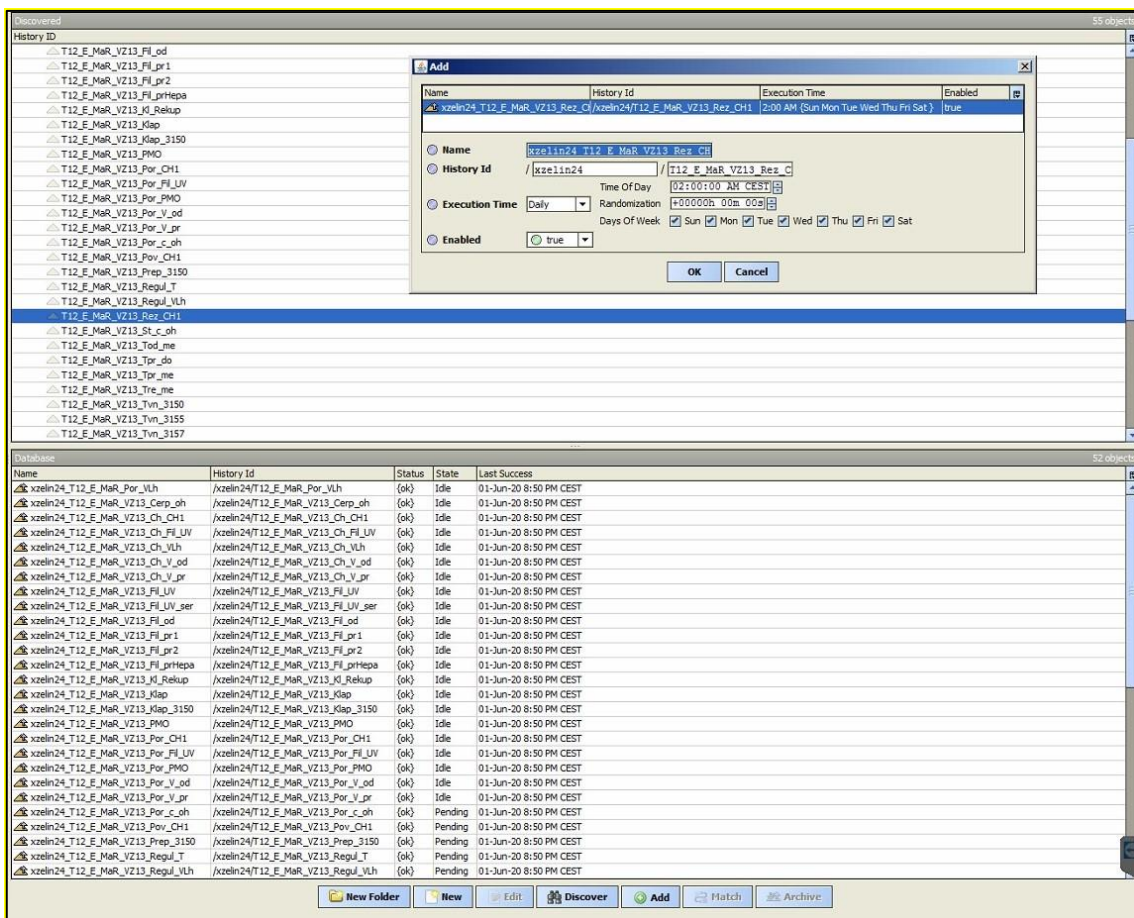 Discovered 55 objects
History ID
T12_E_MaR_VZ13_Fil_od
T12_E_MaR_VZ13_Fil_pr1
T12_E_MaR_VZ13_Fil_pr2
T12_E_MaR_VZ13_Fil_prHepa
T12_E_MaR_VZ13_Kl_Rekup
T12_E_MaR_VZ13_Klap
T12_E_MaR_VZ13_Klap_3150
T12_E_MaR_VZ13_PMO
T12_E_MaR_VZ13_Por_CH1
T12_E_MaR_VZ13_Por_Fil_UV
T12_E_MaR_VZ13_Por_PMO
T12_E_MaR_VZ13_Por_V_od
T12_E_MaR_VZ13_Por_V_pr
T12_E_MaR_VZ13_Por_c_oh
T12_E_MaR_VZ13_Pov_CH1
T12_E_MaR_VZ13_Prep_3150
T12_E_MaR_VZ13_Regul_T
T12_E_MaR_VZ13_Regul_VLh
T12_E_MaR_VZ13_Rez_CH1
T12_E_MaR_VZ13_St_c_oh
T12_E_MaR_VZ13_Tod_me
T12_E_MaR_VZ13_Tpr_do
T12_E_MaR_VZ13_Tpr_me
T12_E_MaR_VZ13_Tre_me
T12_E_MaR_VZ13_Tvn_3150
T12_E_MaR_VZ13_Tvn_3155
T12_E_MaR_VZ13_Tvn_3157
Add
Name History Id Execution Time Enabled
xzelin24_T12_E_MaR_VZ13_Rez_Cl /xzelin24/T12_E_MaR_VZ13_Rez_CH1 2:00 AM {Sun Mon Tue Wed Thu Fri Sat } true
Name xzelin24_T12_E_MaR_VZ13_Rez_CH
History Id / xzelin24 / T12_E_MaR_VZ13_Rez_C
Time Of Day 02:00:00 AM CEST
Execution Time Daily Randomization +00000h 00m 00s
Days Of Week Sun Mon Tue Wed Thu Fri Sat
Enabled true
OK Cancel
Database 52 objects
Name History Id Status State Last Success
xzelin24_T12_E_MaR_Por_VLh /xzelin24/T12_E_MaR_Por_VLh {ok} Idle 01-Jun-20 8:50 PM CEST
xzelin24_T12_E_MaR_VZ13_Cerp_oh /xzelin24/T12_E_MaR_VZ13_Cerp_oh {ok} Idle 01-Jun-20 8:50 PM CEST
xzelin24_T12_E_MaR_VZ13_Ch_CH1 /xzelin24/T12_E_MaR_VZ13_Ch_CH1 {ok} Idle 01-Jun-20 8:50 PM CEST
xzelin24_T12_E_MaR_VZ13_Ch_Fil_UV /xzelin24/T12_E_MaR_VZ13_Ch_Fil_UV {ok} Idle 01-Jun-20 8:50 PM CEST
xzelin24_T12_E_MaR_VZ13_Ch_VLh /xzelin24/T12_E_MaR_VZ13_Ch_VLh {ok} Idle 01-Jun-20 8:50 PM CEST
xzelin24_T12_E_MaR_VZ13_Ch_V_od /xzelin24/T12_E_MaR_VZ13_Ch_V_od {ok} Idle 01-Jun-20 8:50 PM CEST
xzelin24_T12_E_MaR_VZ13_Ch_V_pr /xzelin24/T12_E_MaR_VZ13_Ch_V_pr {ok} Idle 01-Jun-20 8:50 PM CEST
xzelin24_T12_E_MaR_VZ13_Fil_UV /xzelin24/T12_E_MaR_VZ13_Fil_UV {ok} Idle 01-Jun-20 8:50 PM CEST
xzelin24_T12_E_MaR_VZ13_Fil_UV_ser /xzelin24/T12_E_MaR_VZ13_Fil_UV_ser {ok} Idle 01-Jun-20 8:50 PM CEST
xzelin24_T12_E_MaR_VZ13_Fil_od /xzelin24/T12_E_MaR_VZ13_Fil_od {ok} Idle 01-Jun-20 8:50 PM CEST
xzelin24_T12_E_MaR_VZ13_Fil_pr1 /xzelin24/T12_E_MaR_VZ13_Fil_pr1 {ok} Idle 01-Jun-20 8:50 PM CEST
xzelin24_T12_E_MaR_VZ13_Fil_pr2 /xzelin24/T12_E_MaR_VZ13_Fil_pr2 {ok} Idle 01-Jun-20 8:50 PM CEST
xzelin24_T12_E_MaR_VZ13_Fil_prHepa /xzelin24/T12_E_MaR_VZ13_Fil_prHepa {ok} Idle 01-Jun-20 8:50 PM CEST
xzelin24_T12_E_MaR_VZ13_Kl_Rekup /xzelin24/T12_E_MaR_VZ13_Kl_Rekup {ok} Idle 01-Jun-20 8:50 PM CEST
xzelin24_T12_E_MaR_VZ13_Klap /xzelin24/T12_E_MaR_VZ13_Klap {ok} Idle 01-Jun-20 8:50 PM CEST
xzelin24_T12_E_MaR_VZ13_Klap_3150 /xzelin24/T12_E_MaR_VZ13_Klap_3150 {ok} Idle 01-Jun-20 8:50 PM CEST
xzelin24_T12_E_MaR_VZ13_PMO /xzelin24/T12_E_MaR_VZ13_PMO {ok} Idle 01-Jun-20 8:50 PM CEST
xzelin24_T12_E_MaR_VZ13_Por_CH1 /xzelin24/T12_E_MaR_VZ13_Por_CH1 {ok} Idle 01-Jun-20 8:50 PM CEST
xzelin24_T12_E_MaR_VZ13_Por_Fil_UV /xzelin24/T12_E_MaR_VZ13_Por_Fil_UV {ok} Idle 01-Jun-20 8:50 PM CEST
xzelin24_T12_E_MaR_VZ13_Por_PMO /xzelin24/T12_E_MaR_VZ13_Por_PMO {ok} Idle 01-Jun-20 8:50 PM CEST
xzelin24_T12_E_MaR_VZ13_Por_V_od /xzelin24/T12_E_MaR_VZ13_Por_V_od {ok} Idle 01-Jun-20 8:50 PM CEST
xzelin24_T12_E_MaR_VZ13_Por_V_pr /xzelin24/T12_E_MaR_VZ13_Por_V_pr {ok} Idle 01-Jun-20 8:50 PM CEST
xzelin24_T12_E_MaR_VZ13_Por_c_oh /xzelin24/T12_E_MaR_VZ13_Por_c_oh {ok} Pending 01-Jun-20 8:50 PM CEST
xzelin24_T12_E_MaR_VZ13_Pov_CH1 /xzelin24/T12_E_MaR_VZ13_Pov_CH1 {ok} Pending 01-Jun-20 8:50 PM CEST
xzelin24_T12_E_MaR_VZ13_Prep_3150 /xzelin24/T12_E_MaR_VZ13_Prep_3150 {ok} Pending 01-Jun-20 8:50 PM CEST
xzelin24_T12_E_MaR_VZ13_Regul_T /xzelin24/T12_E_MaR_VZ13_Regul_T {ok} Pending 01-Jun-20 8:50 PM CEST
xzelin24_T12_E_MaR_VZ13_Regul_VLh /xzelin24/T12_E_MaR_VZ13_Regul_VLh {ok} Pending 01-Jun-20 8:50 PM CEST
New Folder New Edit Discover Add Match Archive